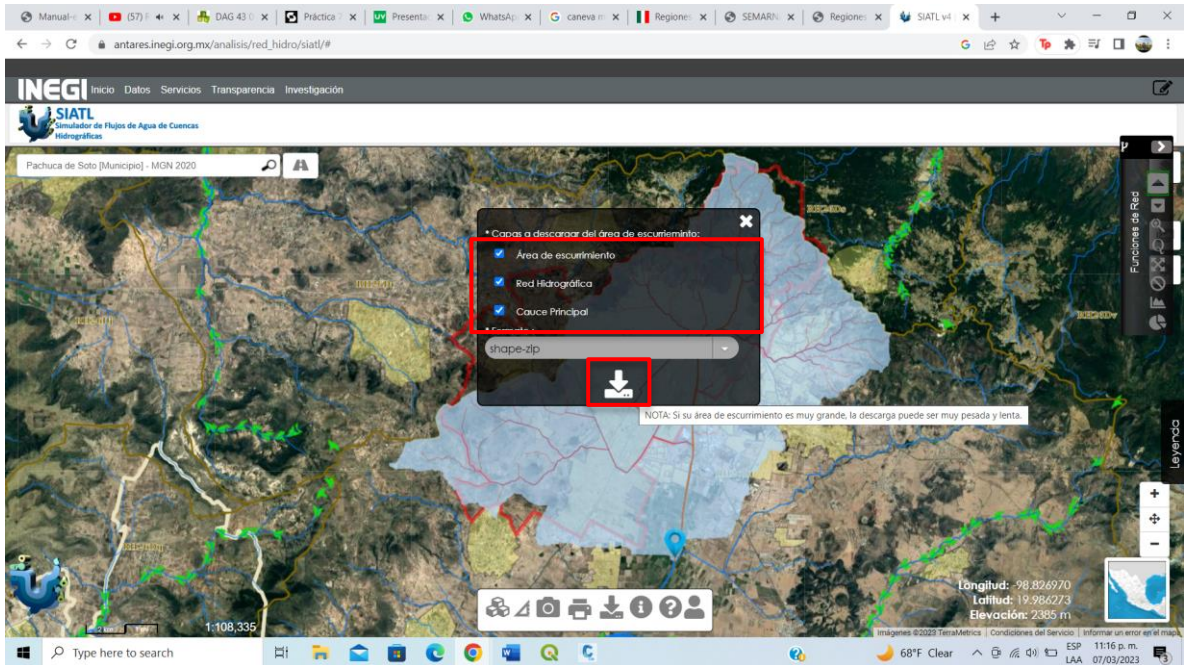 Manual-c
(57) F
DAG 43 0
Práctica 7
Presentac
WhatsAp
caneva m
Regiones
SEMARN
Regiones
SIATL v4
antares.inegi.org.mx/analisis/red_hidro/siatl/#
INEGI Inicio Datos Servicios Transparencia Investigación
SIATL
Simulador de Flujos de Agua de Cuencas
Hidrográficas
Pachuca de Soto [Municipio] - MGN 2020
Funciones de Red
* Capas a descargar del área de escurrieminto:
Área de escurrimiento
Red Hidrográfica
Cauce Principal
* Formato :
shape-zip
NOTA: Si su área de escurrimiento es muy grande, la descarga puede ser muy pesada y lenta.
Leyenda
Longitud: -98.826970
Latitud: 19.986273
Elevación: 2385 m
1:108,335
Imágenes ©2023 TerraMetrics Condiciones del Servicio Informar un error en el mapa
Type here to search
68°F Clear
ESP
LAA
11:16 p. m.
07/03/2023